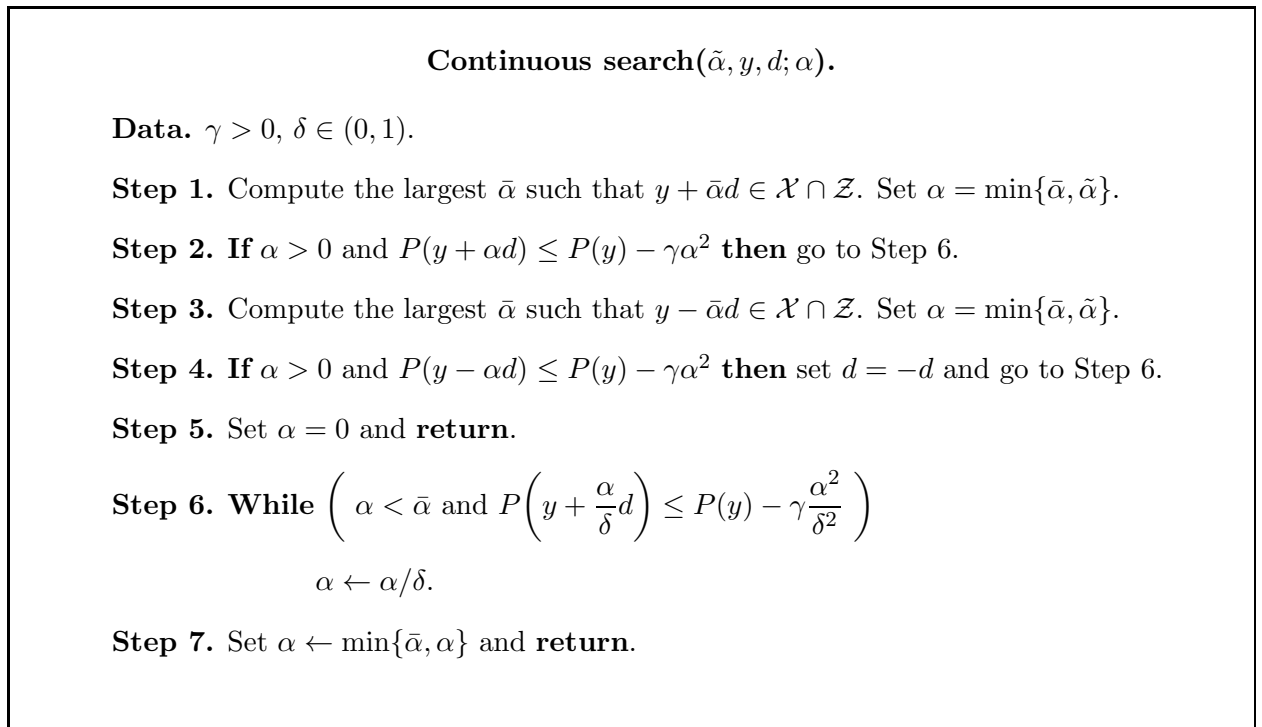 Continuous search(α̃, y, d; α).
Data. γ > 0, δ ∈ (0, 1).
Step 1. Compute the largest ᾱ such that y + ᾱd ∈ 𝒳 ∩ 𝒵. Set α = min{ᾱ, α̃}.
Step 2. If α > 0 and P(y + αd) ≤ P(y) − γα² then go to Step 6.
Step 3. Compute the largest ᾱ such that y − ᾱd ∈ 𝒳 ∩ 𝒵. Set α = min{ᾱ, α̃}.
Step 4. If α > 0 and P(y − αd) ≤ P(y) − γα² then set d = −d and go to Step 6.
Step 5. Set α = 0 and return.
Step 6. While ( α < ᾱ and P(y + α/δ d) ≤ P(y) − γ α²/δ² )
α ← α/δ.
Step 7. Set α ← min{ᾱ, α} and return.